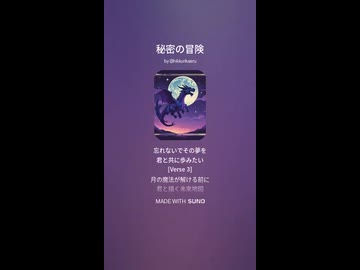 秘密の冒険
忘れないでその夢を
君と共に歩みたい
[Verse 3]
月の魔法が解ける前に
君と描く未来地図
MADE WITH SUNO